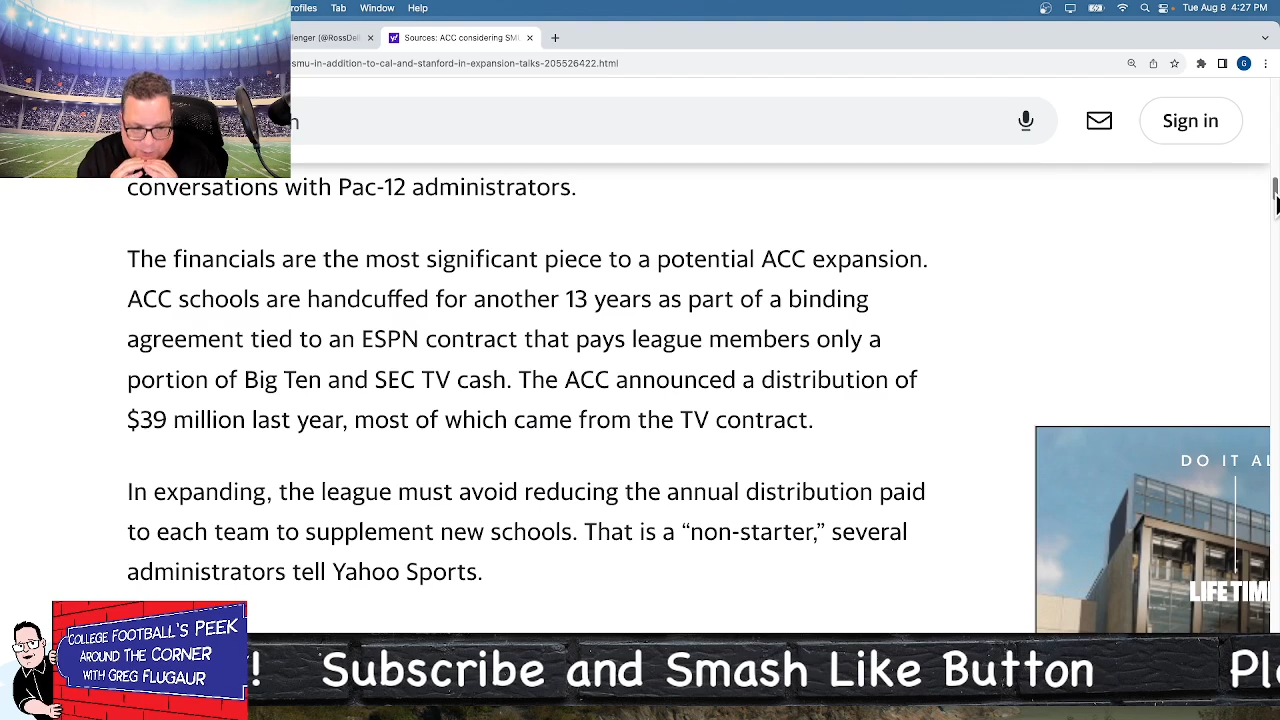 rofiles Tab Window Help
Tue Aug 8 4:27 PM
llenger (@RossDell
Sources: ACC considering SMU
smu-in-addition-to-cal-and-stanford-in-expansion-talks-205526422.html
G
h
Sign in
conversations with Pac-12 administrators.
The financials are the most significant piece to a potential ACC expansion.
ACC schools are handcuffed for another 13 years as part of a binding
agreement tied to an ESPN contract that pays league members only a
portion of Big Ten and SEC TV cash. The ACC announced a distribution of
$39 million last year, most of which came from the TV contract.
DO IT AL
In expanding, the league must avoid reducing the annual distribution paid
to each team to supplement new schools. That is a “non-starter,” several
administrators tell Yahoo Sports.
LIFETIM
COLLEGE FOOTBALL'S PEEK
AROUND THE CORNER
WITH GREG FLUGAUR
! Subscribe and Smash Like Button Pl